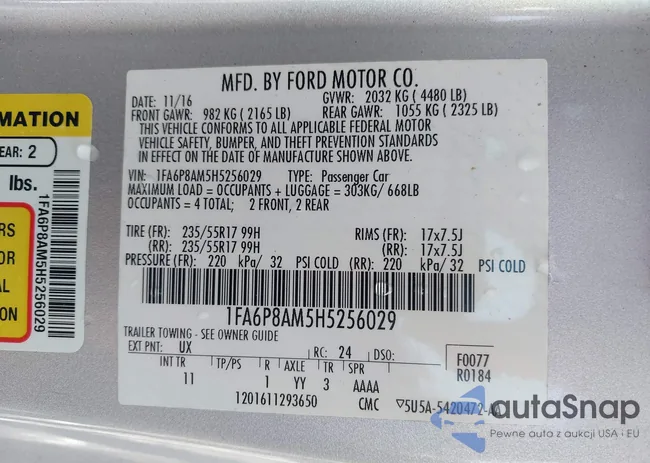 MATION
EAR: 2
lbs.
1FA6P8AM5H5256029
ERS
OR
AL
ON
MFD. BY FORD MOTOR CO.
DATE: 11/16 GVWR: 2032 KG ( 4480 LB)
FRONT GAWR: 982 KG ( 2165 LB) REAR GAWR: 1055 KG ( 2325 LB)
THIS VEHICLE CONFORMS TO ALL APPLICABLE FEDERAL MOTOR
VEHICLE SAFETY, BUMPER, AND THEFT PREVENTION STANDARDS
IN EFFECT ON THE DATE OF MANUFACTURE SHOWN ABOVE.
VIN: 1FA6P8AM5H5256029 TYPE: Passenger Car
MAXIMUM LOAD = OCCUPANTS + LUGGAGE = 303KG/ 668LB
OCCUPANTS = 4 TOTAL; 2 FRONT, 2 REAR
TIRE (FR): 235/55R17 99H RIMS (FR): 17x7.5J
(RR): 235/55R17 99H (RR): 17x7.5J
PRESSURE (FR): 220 kPa/ 32 PSI COLD (RR): 220 kPa/ 32 PSI COLD
1FA6P8AM5H5256029
TRAILER TOWING - SEE OWNER GUIDE
EXT PNT: UX RC: 24 DSO: F0077
INT TR TP/PS R AXLE TR SPR R0184
11 1 YY 3 AAAA
1201611293650 CMC ▽5U5A-5420472-AA
autaSnap
Pewne auta z aukcji USA i EU